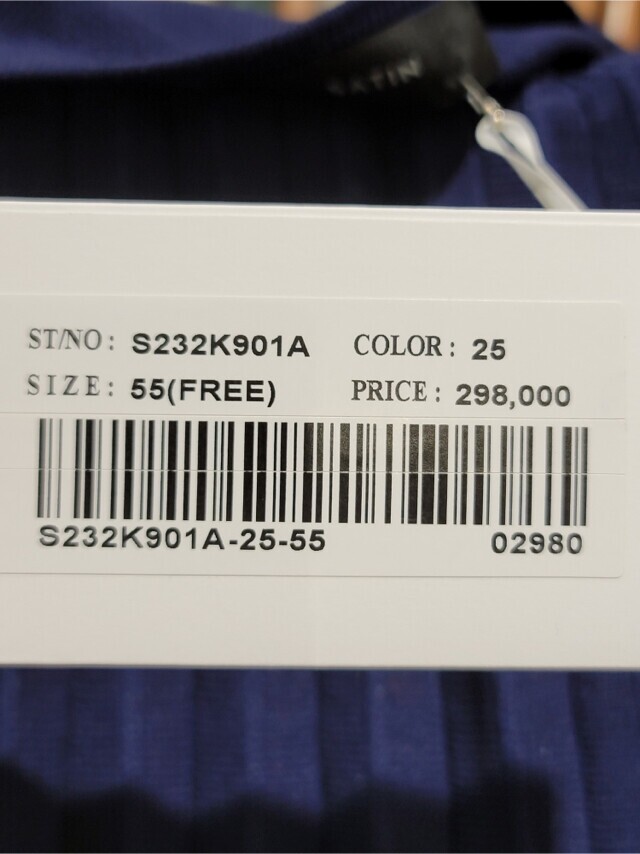 ST/NO: S232K901A COLOR: 25
SIZE: 55(FREE) PRICE: 298,000
S232K901A-25-55 02980